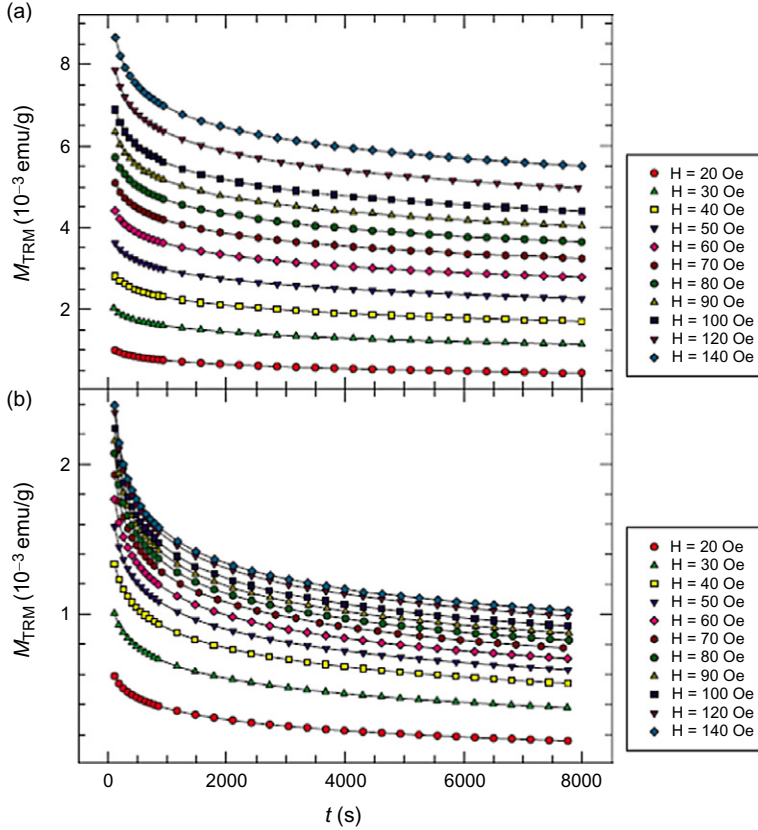 (a)
8
6
4
2
M_TRM (10⁻³ emu/g)
H = 20 Oe
H = 30 Oe
H = 40 Oe
H = 50 Oe
H = 60 Oe
H = 70 Oe
H = 80 Oe
H = 90 Oe
H = 100 Oe
H = 120 Oe
H = 140 Oe
(b)
2
1
M_TRM (10⁻³ emu/g)
H = 20 Oe
H = 30 Oe
H = 40 Oe
H = 50 Oe
H = 60 Oe
H = 70 Oe
H = 80 Oe
H = 90 Oe
H = 100 Oe
H = 120 Oe
H = 140 Oe
0 2000 4000 6000 8000
t (s)